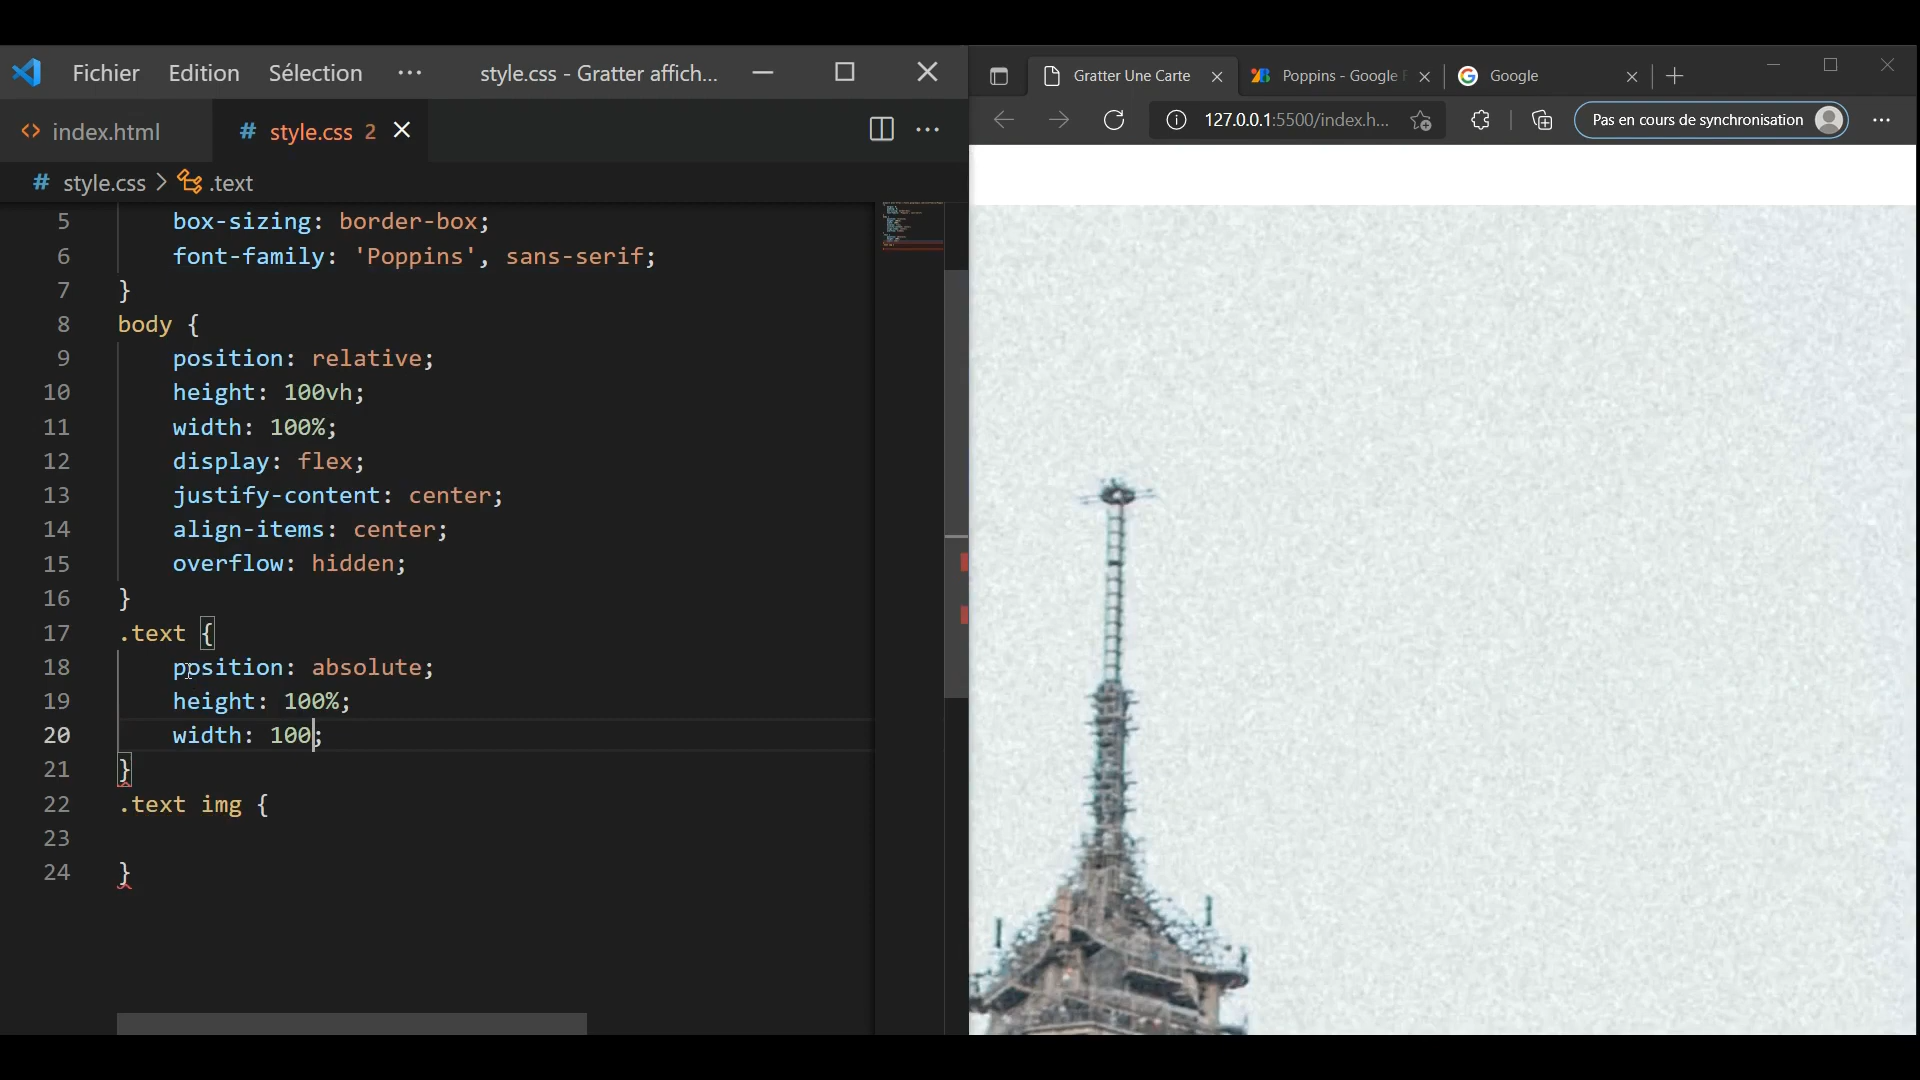 Fichier Edition Sélection ··· style.css - Gratter affich...
index.html # style.css 2
# style.css > .text
5 box-sizing: border-box;
6 font-family: 'Poppins', sans-serif;
7 }
8 body {
9 position: relative;
10 height: 100vh;
11 width: 100%;
12 display: flex;
13 justify-content: center;
14 align-items: center;
15 overflow: hidden;
16 }
17 .text {
18 position: absolute;
19 height: 100%;
20 width: 100;
21 }
22 .text img {
23
24 }
Gratter Une Carte Poppins - Google F Google
127.0.0.1:5500/index.h... Pas en cours de synchronisation